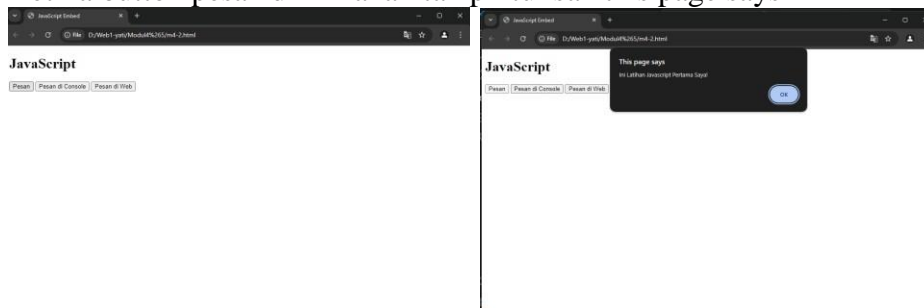 JavaScript Embed
File D:/Web1-yati/Modul4%265/m4-2.html
JavaScript
Pesan Pesan di Console Pesan di Web
JavaScript Embed
File D:/Web1-yati/Modul4%265/m4-2.html
JavaScript
Pesan Pesan di Console Pesan di Web
This page says
Ini Latihan Javascript Pertama Saya!
OK